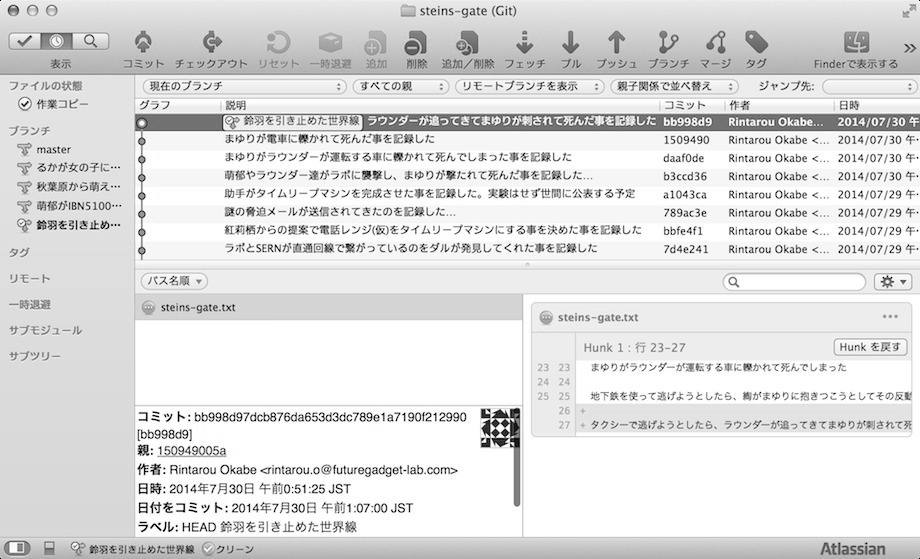 steins-gate (Git)
表示 コミット チェックアウト リセット 一時退避 追加 削除 追加/削除 フェッチ プル プッシュ ブランチ マージ タグ Finderで表示する
ファイルの状態
作業コピー
ブランチ
master
るかが女の子に…
秋葉原から萌え…
萌郁がIBN5100…
鈴羽を引き止め…
タグ
リモート
一時退避
サブモジュール
サブツリー
現在のブランチ すべての親 リモートブランチを表示 親子関係で並べ替え ジャンプ先:
グラフ 説明 コミット 作者 日時
鈴羽を引き止めた世界線 ラウンダーが追ってきてまゆりが刺されて死んだ事を記録した bb998d9 Rintarou Okabe... 2014/07/30 午
まゆりが電車に轢かれて死んだ事を記録した 1509490 Rintarou Okabe <... 2014/07/30 午·
まゆりがラウンダーが運転する車に轢かれて死んでしまった事を記録した daaf0de Rintarou Okabe <... 2014/07/30 午·
萌郁やラウンダー達がラボに襲撃し、まゆりが撃たれて死んだ事を記録した… b3ccd36 Rintarou Okabe <... 2014/07/30 午·
助手がタイムリープマシンを完成させた事を記録した。実験はせず世間に公表する予定 a1043ca Rintarou Okabe <... 2014/07/29 午·
謎の脅迫メールが送信されてきたのを記録した… 789ac3e Rintarou Okabe <... 2014/07/29 午·
紅莉栖からの提案で電話レンジ(仮)をタイムリープマシンにする事を決めた事を記録した bbfe4f1 Rintarou Okabe <... 2014/07/29 午·
ラボとSERNが直通回線で繋がっているのをダルが発見してくれた事を記録した 7d4e241 Rintarou Okabe <... 2014/07/29 午·
パス名順
steins-gate.txt
コミット: bb998d97dcb876da653d3dc789e1a7190f212990
[bb998d9]
親: 150949005a
作者: Rintarou Okabe <rintarou.o@futuregadget-lab.com>
日時: 2014年7月30日 午前0:51:25 JST
日付をコミット: 2014年7月30日 午前1:07:00 JST
ラベル: HEAD 鈴羽を引き止めた世界線
steins-gate.txt
Hunk 1 : 行 23-27 Hunk を戻す
23 23 まゆりがラウンダーが運転する車に轢かれて死んでしまった
24 24
25 25 地下鉄を使って逃げようとしたら、綯がまゆりに抱きつこうとしてその反動
26 +
27 + タクシーで逃げようとしたら、ラウンダーが追ってきてまゆりが刺されて死
鈴羽を引き止めた世界線 クリーン Atlassian